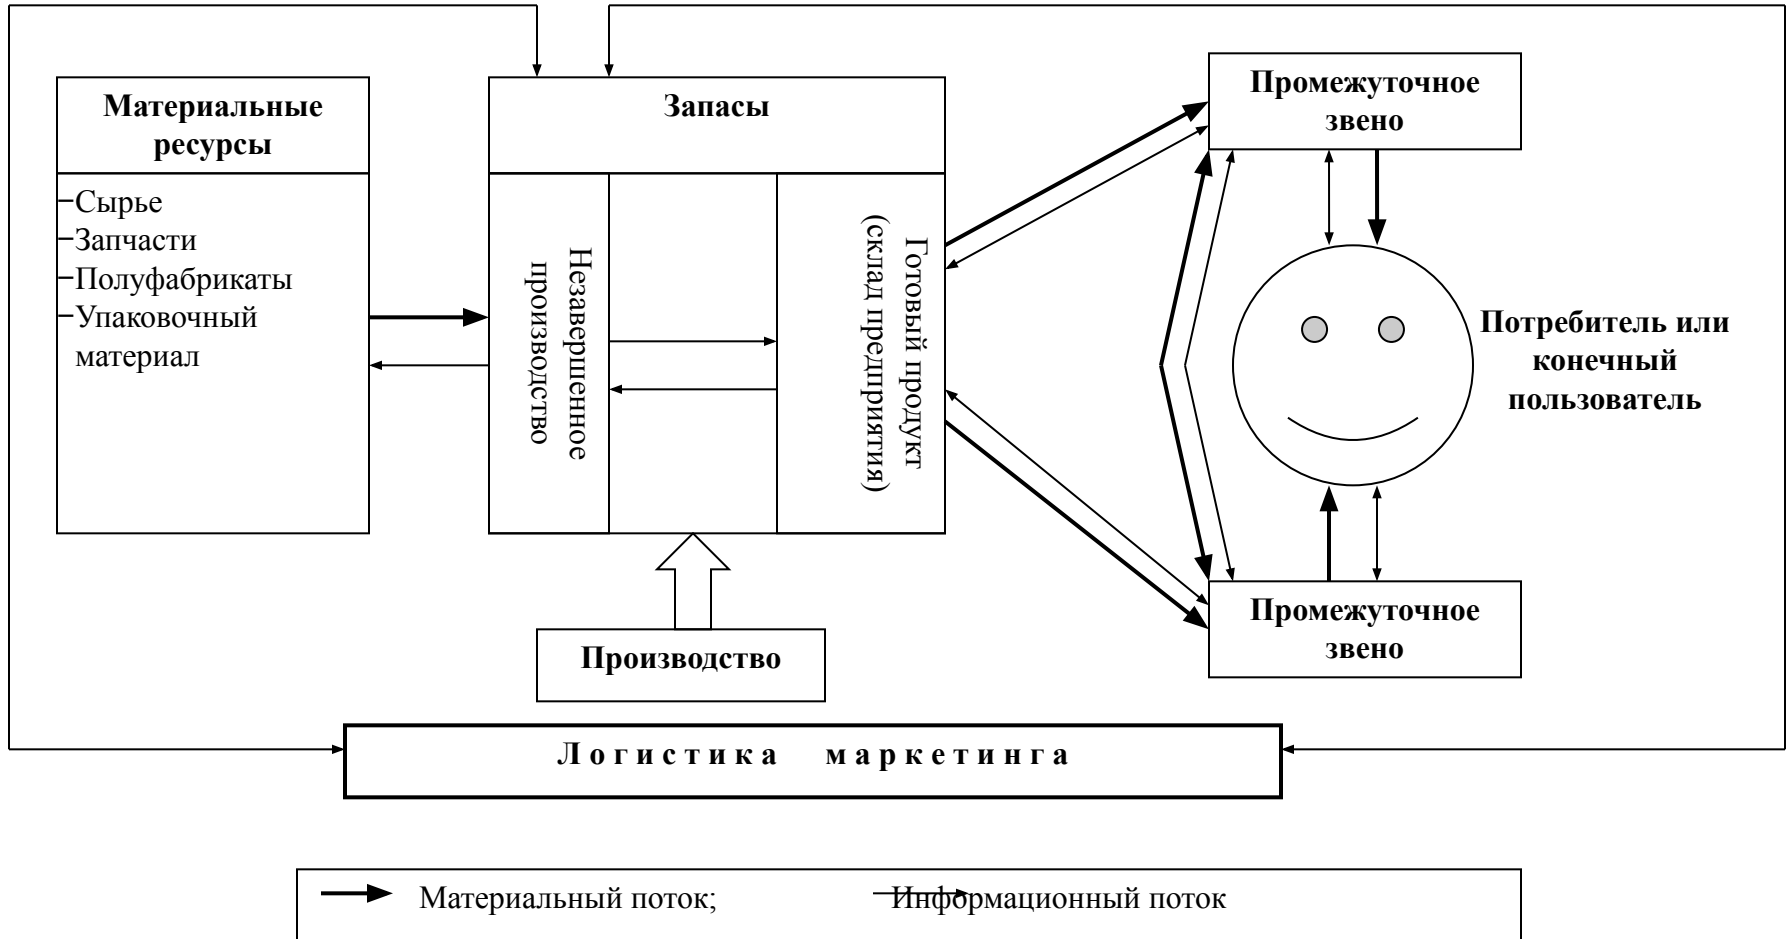 Материальные
ресурсы
–Сырье
–Запчасти
–Полуфабрикаты
–Упаковочный
материал
Запасы
Незавершенное
производство
Готовый продукт
(склад предприятия)
Производство
Промежуточное
звено
Потребитель или
конечный
пользователь
Промежуточное
звено
Логистика маркетинга
Материальный поток; Информационный поток